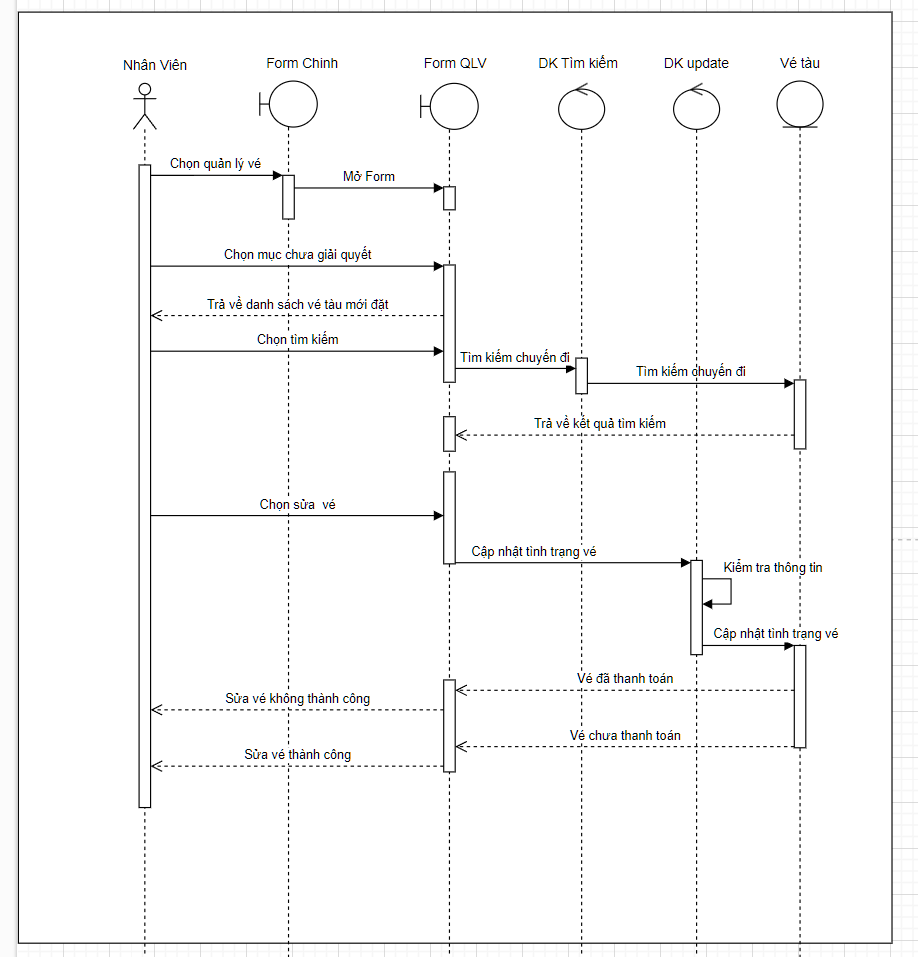 Nhân Viên
Form Chinh
Form QLV
DK Tìm kiếm
DK update
Vé tàu
Chọn quản lý vé
Mở Form
Chọn mục chưa giải quyết
Trả về danh sách vé tàu mới đặt
Chọn tìm kiếm
Tìm kiếm chuyến đi
Tìm kiếm chuyến đi
Trả về kết quả tìm kiếm
Chọn sửa  vé
Cập nhật tình trạng vé
Kiểm tra thông tin
Cập nhật tình trạng vé
Vé đã thanh toán
Sửa vé không thành công
Vé chưa thanh toán
Sửa vé thành công